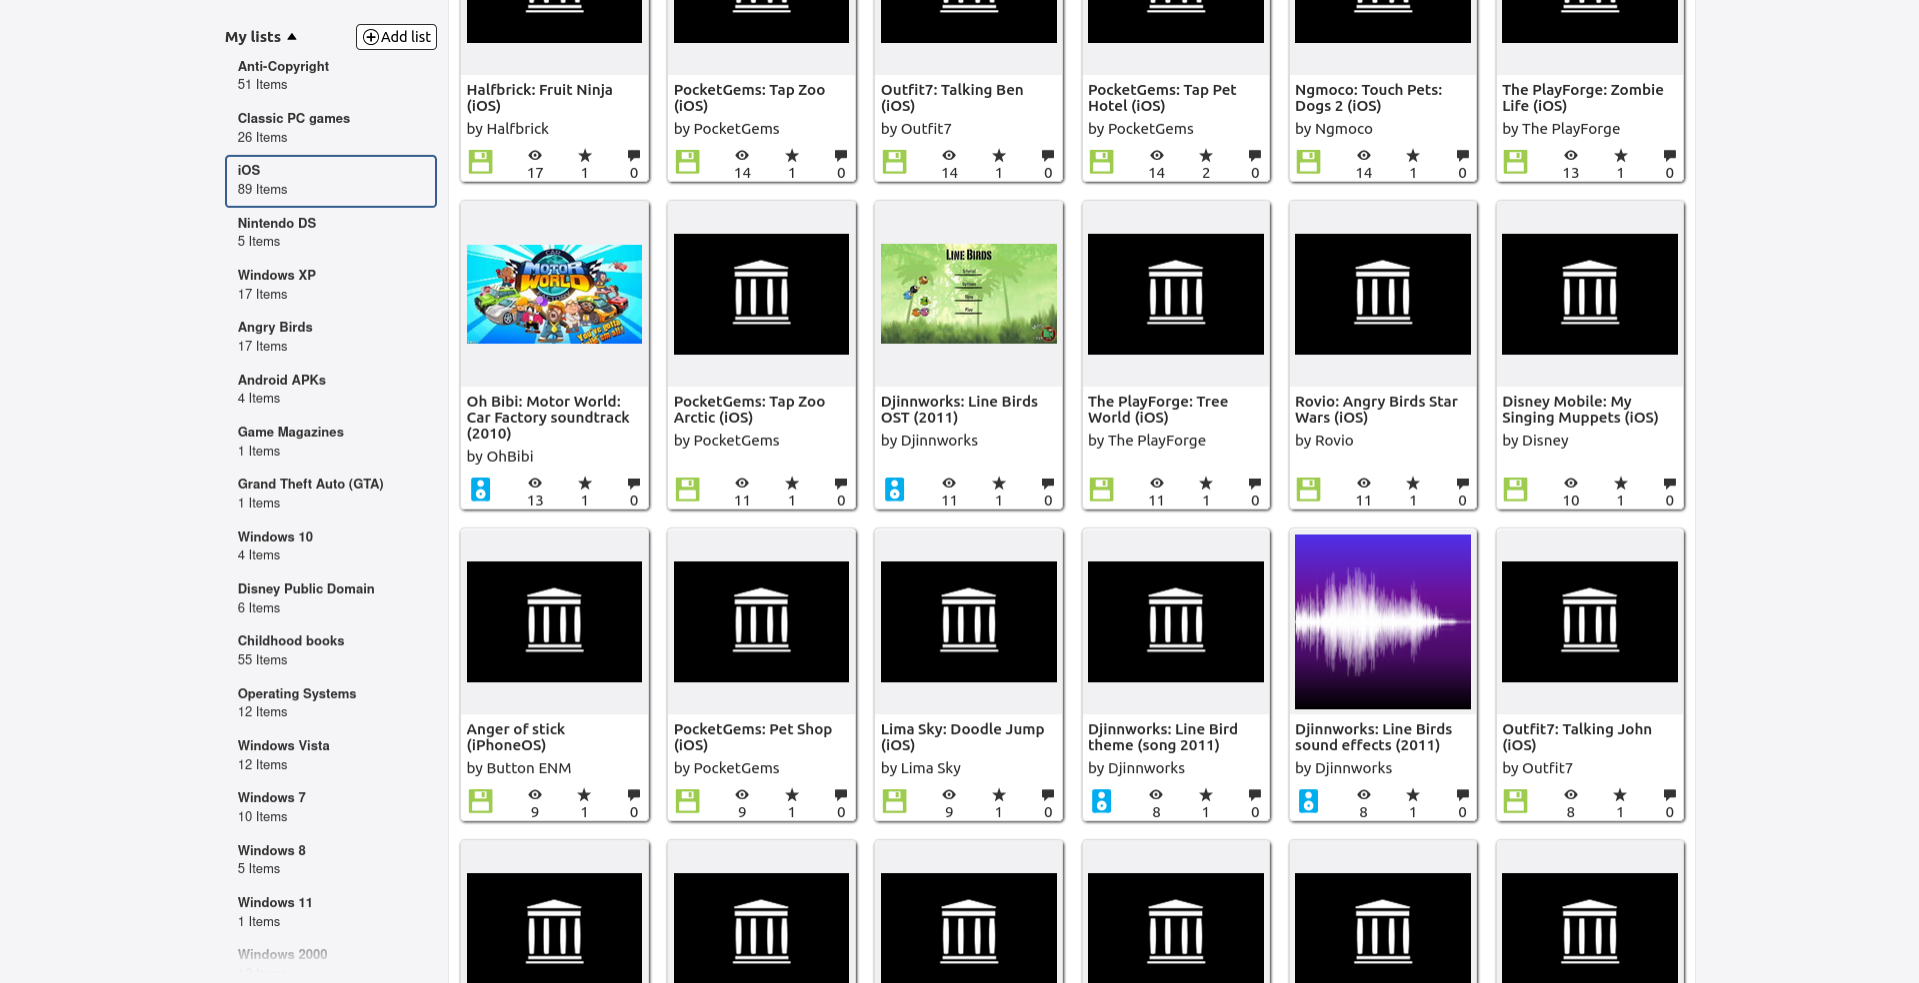 My lists
Add list
Anti-Copyright
51 Items
Classic PC games
26 Items
iOS
89 Items
Nintendo DS
5 Items
Windows XP
17 Items
Angry Birds
17 Items
Android APKs
4 Items
Game Magazines
1 Items
Grand Theft Auto (GTA)
1 Items
Windows 10
4 Items
Disney Public Domain
6 Items
Childhood books
55 Items
Operating Systems
12 Items
Windows Vista
12 Items
Windows 7
10 Items
Windows 8
5 Items
Windows 11
1 Items
Windows 2000
Halfbrick: Fruit Ninja
(iOS)
by Halfbrick
17 1 0
PocketGems: Tap Zoo
(iOS)
by PocketGems
14 1 0
Outfit7: Talking Ben
(iOS)
by Outfit7
14 1 0
PocketGems: Tap Pet
Hotel (iOS)
by PocketGems
14 2 0
Ngmoco: Touch Pets:
Dogs 2 (iOS)
by Ngmoco
14 1 0
The PlayForge: Zombie
Life (iOS)
by The PlayForge
13 1 0
CAR
MOTOR
WORLD
You've gotta
Oh Bibi: Motor World:
Car Factory soundtrack
(2010)
by OhBibi
13 1 0
PocketGems: Tap Zoo
Arctic (iOS)
by PocketGems
11 1 0
LINE BIRDS
Tutorial
Options
Play
Djinnworks: Line Birds
OST (2011)
by Djinnworks
11 1 0
The PlayForge: Tree
World (iOS)
by The PlayForge
11 1 0
Rovio: Angry Birds Star
Wars (iOS)
by Rovio
11 1 0
Disney Mobile: My
Singing Muppets (iOS)
by Disney
10 1 0
Anger of stick
(iPhoneOS)
by Button ENM
9 1 0
PocketGems: Pet Shop
(iOS)
by PocketGems
9 1 0
Lima Sky: Doodle Jump
(iOS)
by Lima Sky
9 1 0
Djinnworks: Line Bird
theme (song 2011)
by Djinnworks
8 1 0
Djinnworks: Line Birds
sound effects (2011)
by Djinnworks
8 1 0
Outfit7: Talking John
(iOS)
by Outfit7
8 1 0